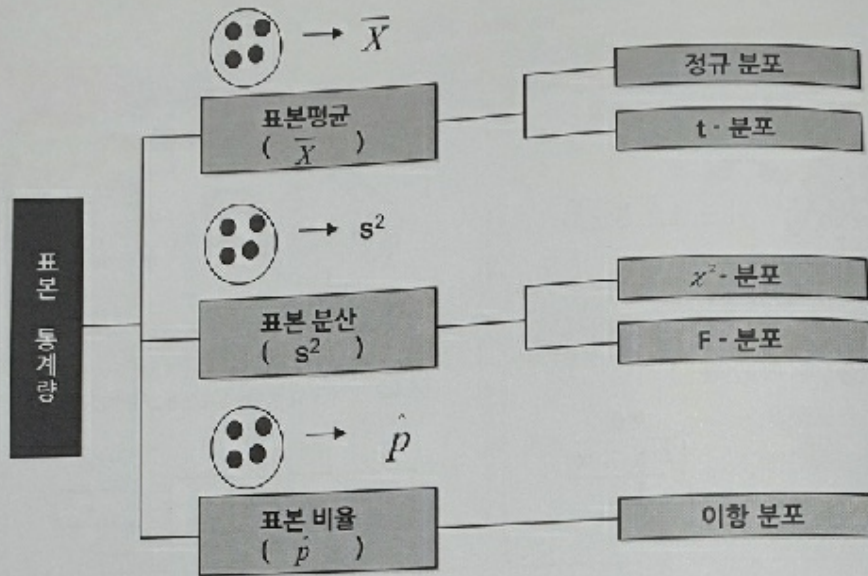 X̄
표본평균
( X̄ )
정규 분포
t - 분포
표본 통계량
s²
표본 분산
( s² )
χ² - 분포
F - 분포
p̂
표본 비율
( p̂ )
이항 분포